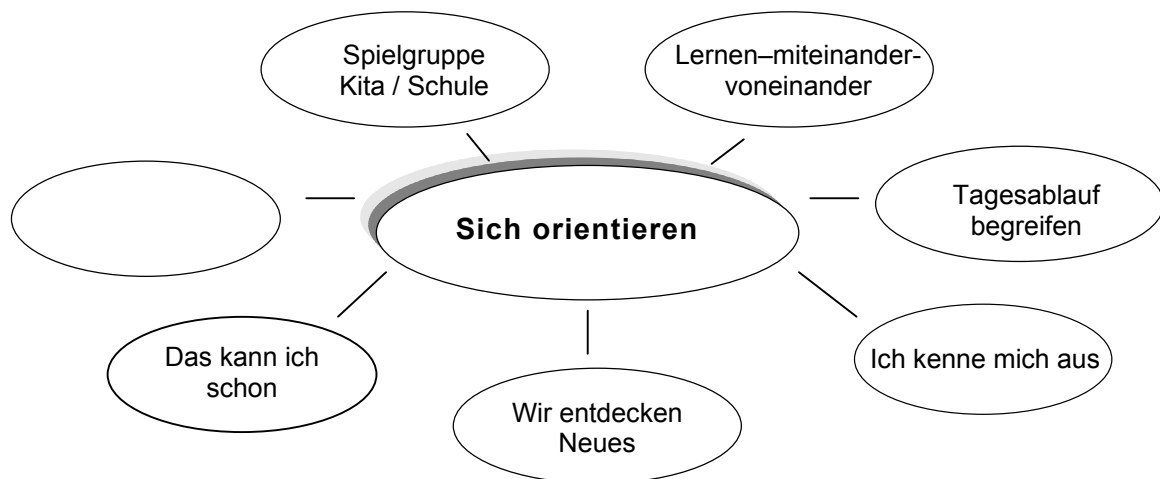 Spielgruppe
Kita / Schule
Lernen–miteinander-
voneinander
Tagesablauf
begreifen
Sich orientieren
Ich kenne mich aus
Das kann ich
schon
Wir entdecken
Neues